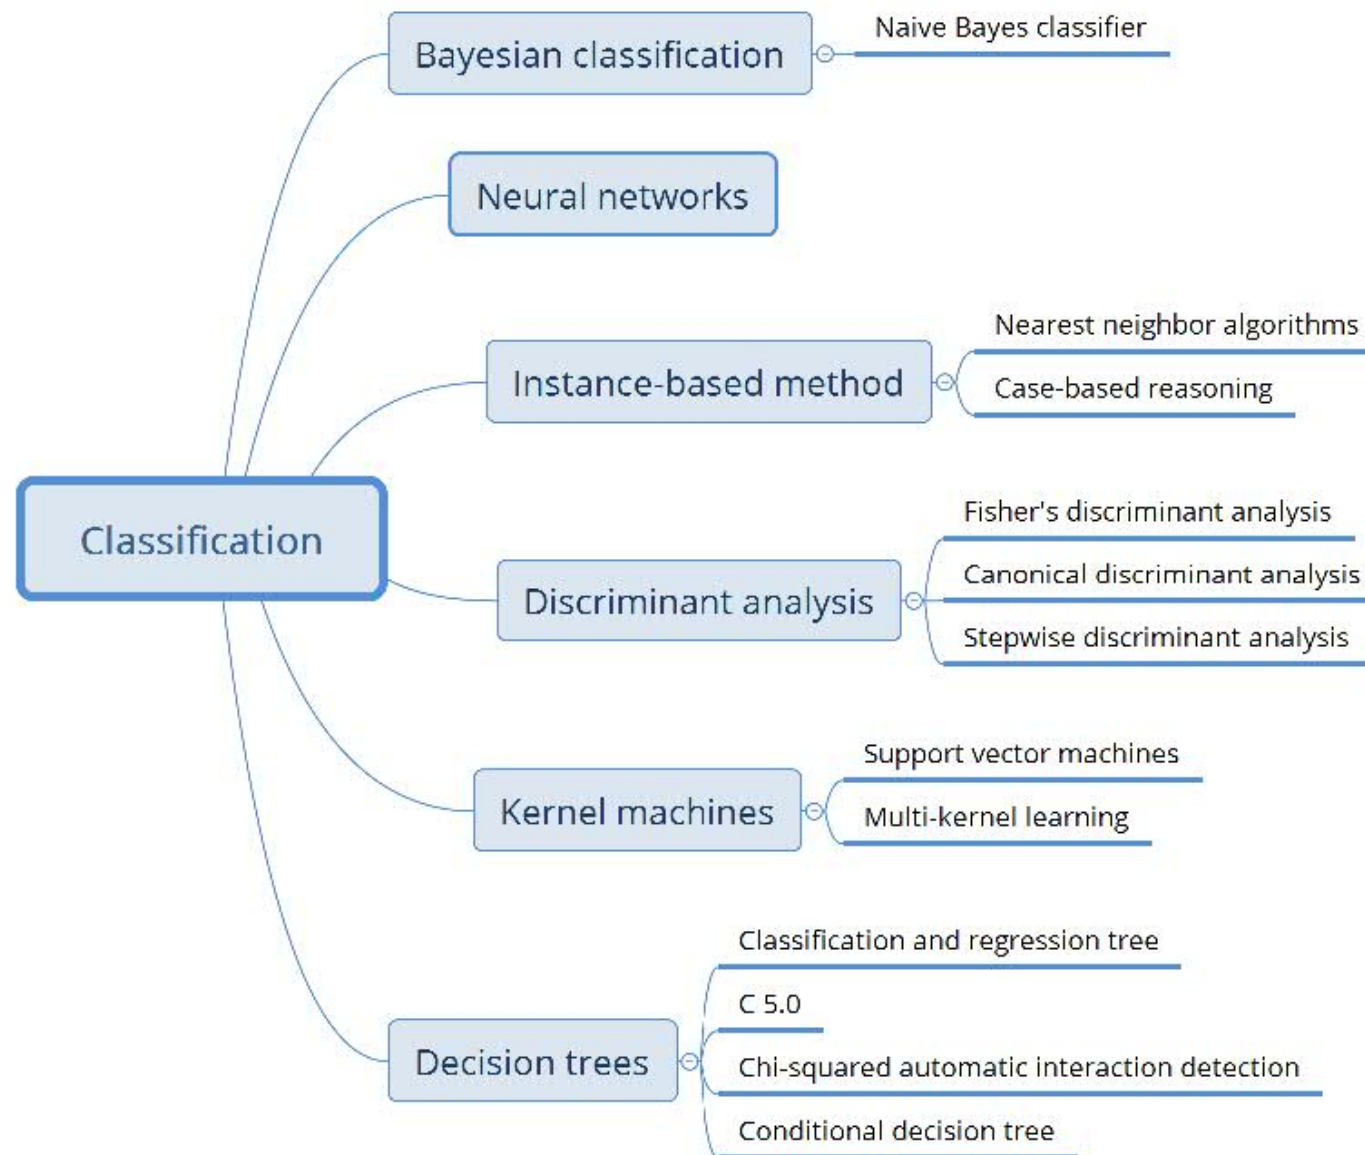 Bayesian classification
Naive Bayes classifier
Neural networks
Instance-based method
Nearest neighbor algorithms
Case-based reasoning
Classification
Discriminant analysis
Fisher's discriminant analysis
Canonical discriminant analysis
Stepwise discriminant analysis
Kernel machines
Support vector machines
Multi-kernel learning
Decision trees
Classification and regression tree
C 5.0
Chi-squared automatic interaction detection
Conditional decision tree